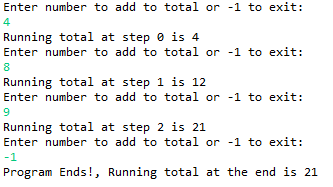 Enter number to add to total or -1 to exit:
4
Running total at step 0 is 4
Enter number to add to total or -1 to exit:
8
Running total at step 1 is 12
Enter number to add to total or -1 to exit:
9
Running total at step 2 is 21
Enter number to add to total or -1 to exit:
-1
Program Ends!, Running total at the end is 21